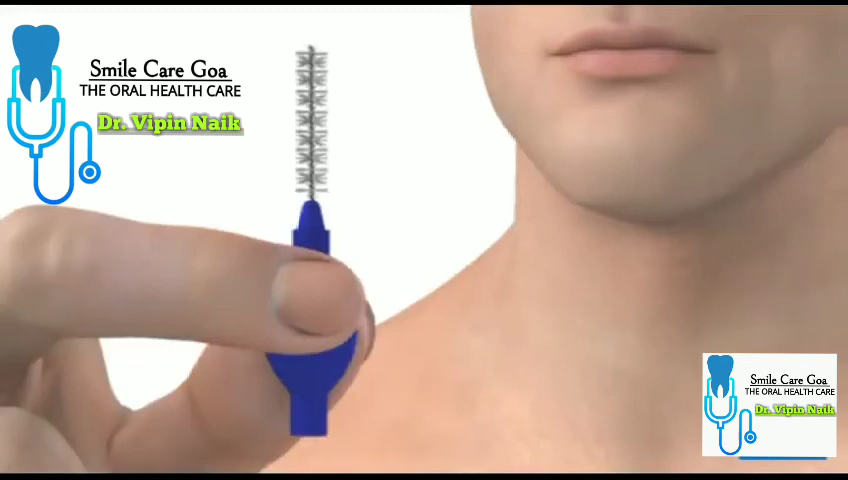 Smile Care Goa
THE ORAL HEALTH CARE
Dr. Vipin Naik
Smile Care Goa
THE ORAL HEALTH CARE
Dr. Vipin Naik